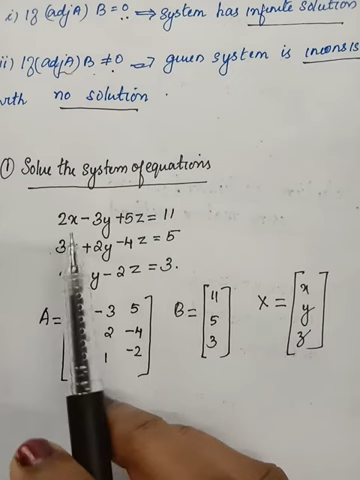 i) If (adj A) B = 0 ⇒ system has infinite solution
ii) If (adj A) B ≠ 0 ⇒ given system is inconsis
with no solution.
① Solve the system of equations
2x - 3y + 5z = 11
3 + 2y - 4z = 5
y - 2z = 3.
A = [ -3 5 B = [ 11 X = [ x
2 -4 5 y
1 -2 ] 3 ] z ]